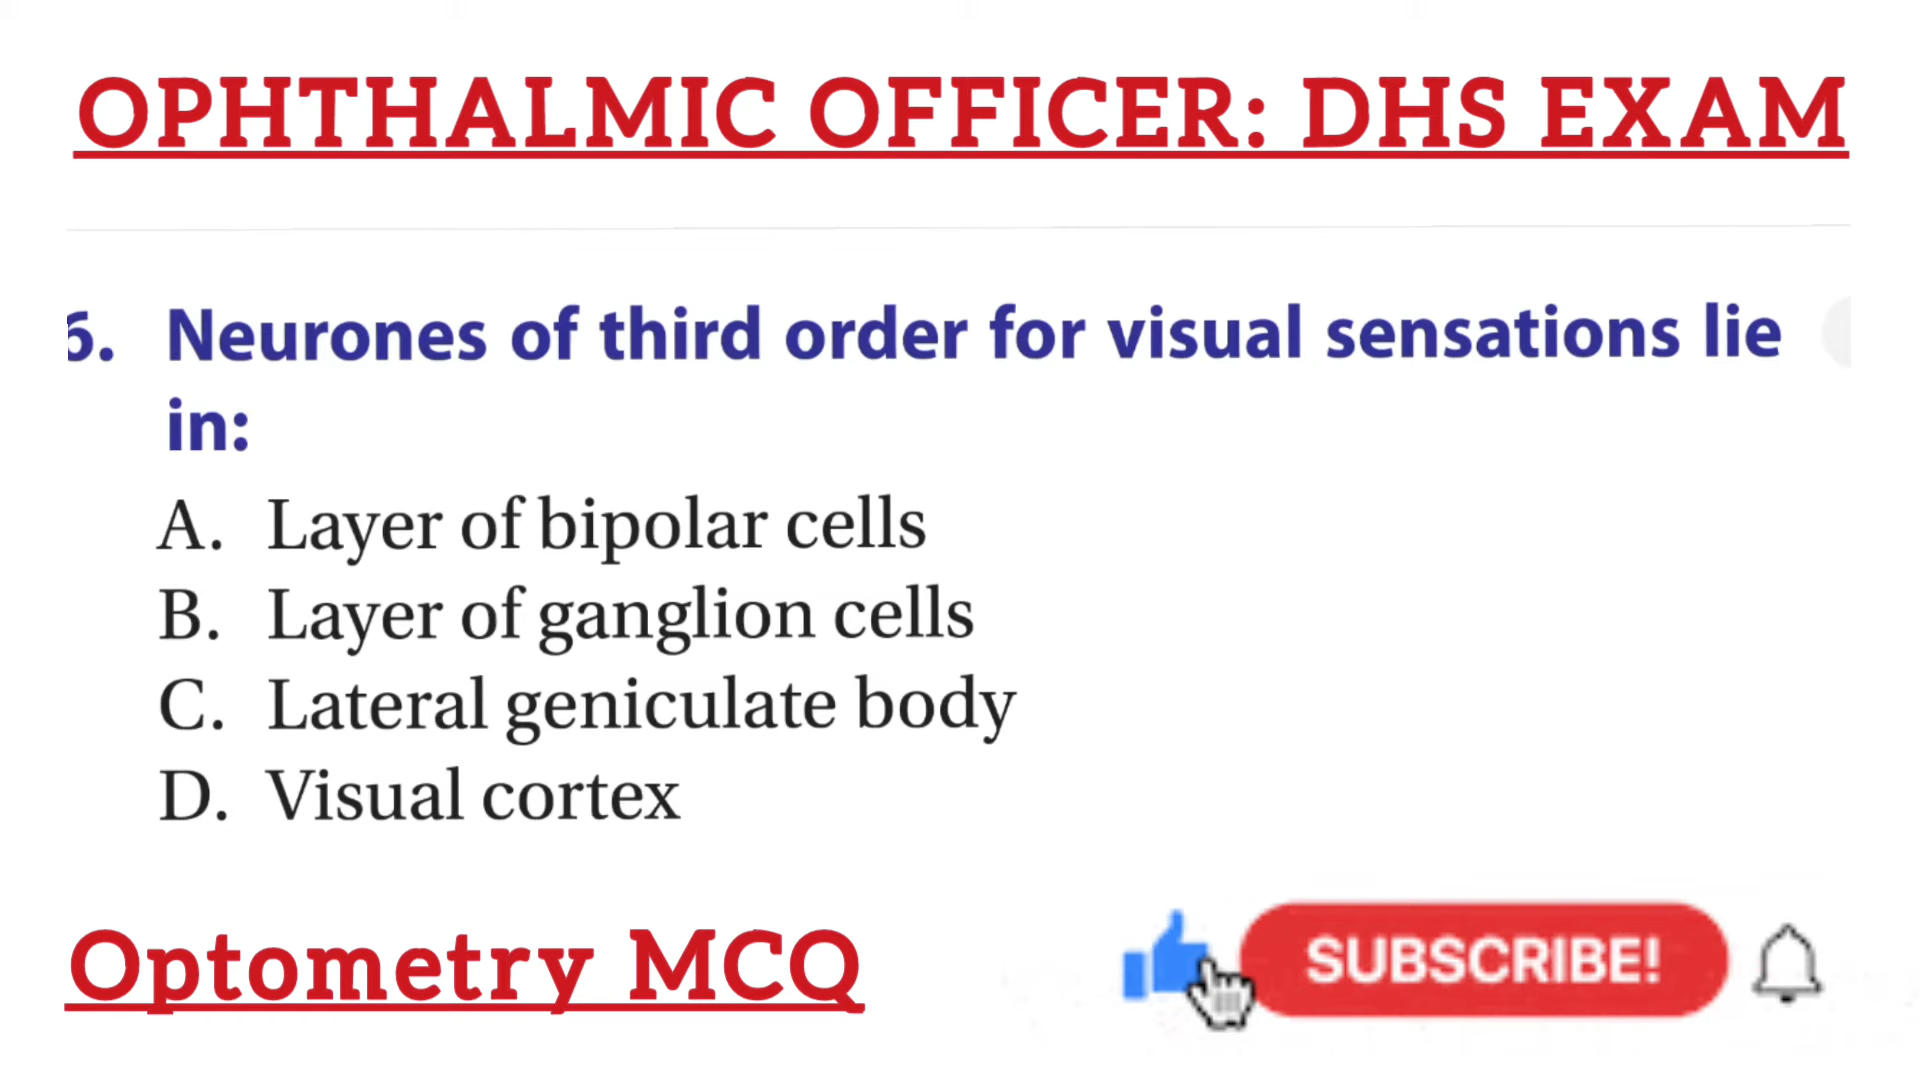 OPHTHALMIC OFFICER: DHS EXAM
6. Neurones of third order for visual sensations lie
in:
A. Layer of bipolar cells
B. Layer of ganglion cells
C. Lateral geniculate body
D. Visual cortex
Optometry MCQ
SUBSCRIBE!